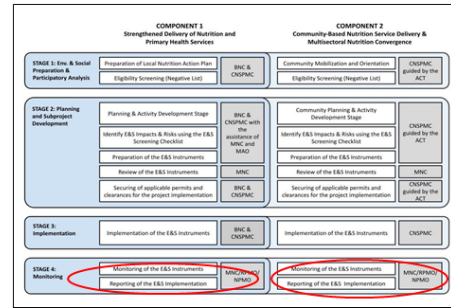 COMPONENT 1
Strengthened Delivery of Nutrition and
Primary Health Services
COMPONENT 2
Community-Based Nutrition Service Delivery &
Multisectoral Nutrition Convergence
STAGE 1: Env. & Social
Preparation &
Participatory Analysis
Preparation of Local Nutrition Action Plan
Eligibility Screening (Negative List)
BNC &
CNSPMC
Community Mobilization and Orientation
Eligibility Screening (Negative List)
CNSPMC
guided by the
ACT
STAGE 2: Planning
and Subproject
Development
Planning & Activity Development Stage
Identify E&S Impacts & Risks using the E&S
Screening Checklist
Preparation of the E&S Instruments
BNC &
CNSPMC with
the
assistance of
MNC and
MAO
Review of the E&S Instruments
MNC
Securing of applicable permits and
clearances for the project implementation
BNC &
CNSPMC
Community Planning & Activity
Development Stage
Identify E&S Impacts & Risks using the E&S
Screening Checklist
Preparation of the E&S Instruments
CNSPMC
guided by the
ACT
Review of the E&S Instruments
MNC
Securing of applicable permits and
clearances for the project implementation
CNSPMC
guided by the
ACT
STAGE 3:
Implementation
Implementation of the E&S Instruments
BNC &
CNSPMC
Implementation of the E&S Instruments
CNSPMC
STAGE 4:
Monitoring
Monitoring of the E&S Instruments
Reporting of the E&S Implementation
MNC/RPMO/
NPMO
Monitoring of the E&S Instruments
Reporting of the E&S Implementation
MNC/RPMO/
NPMO